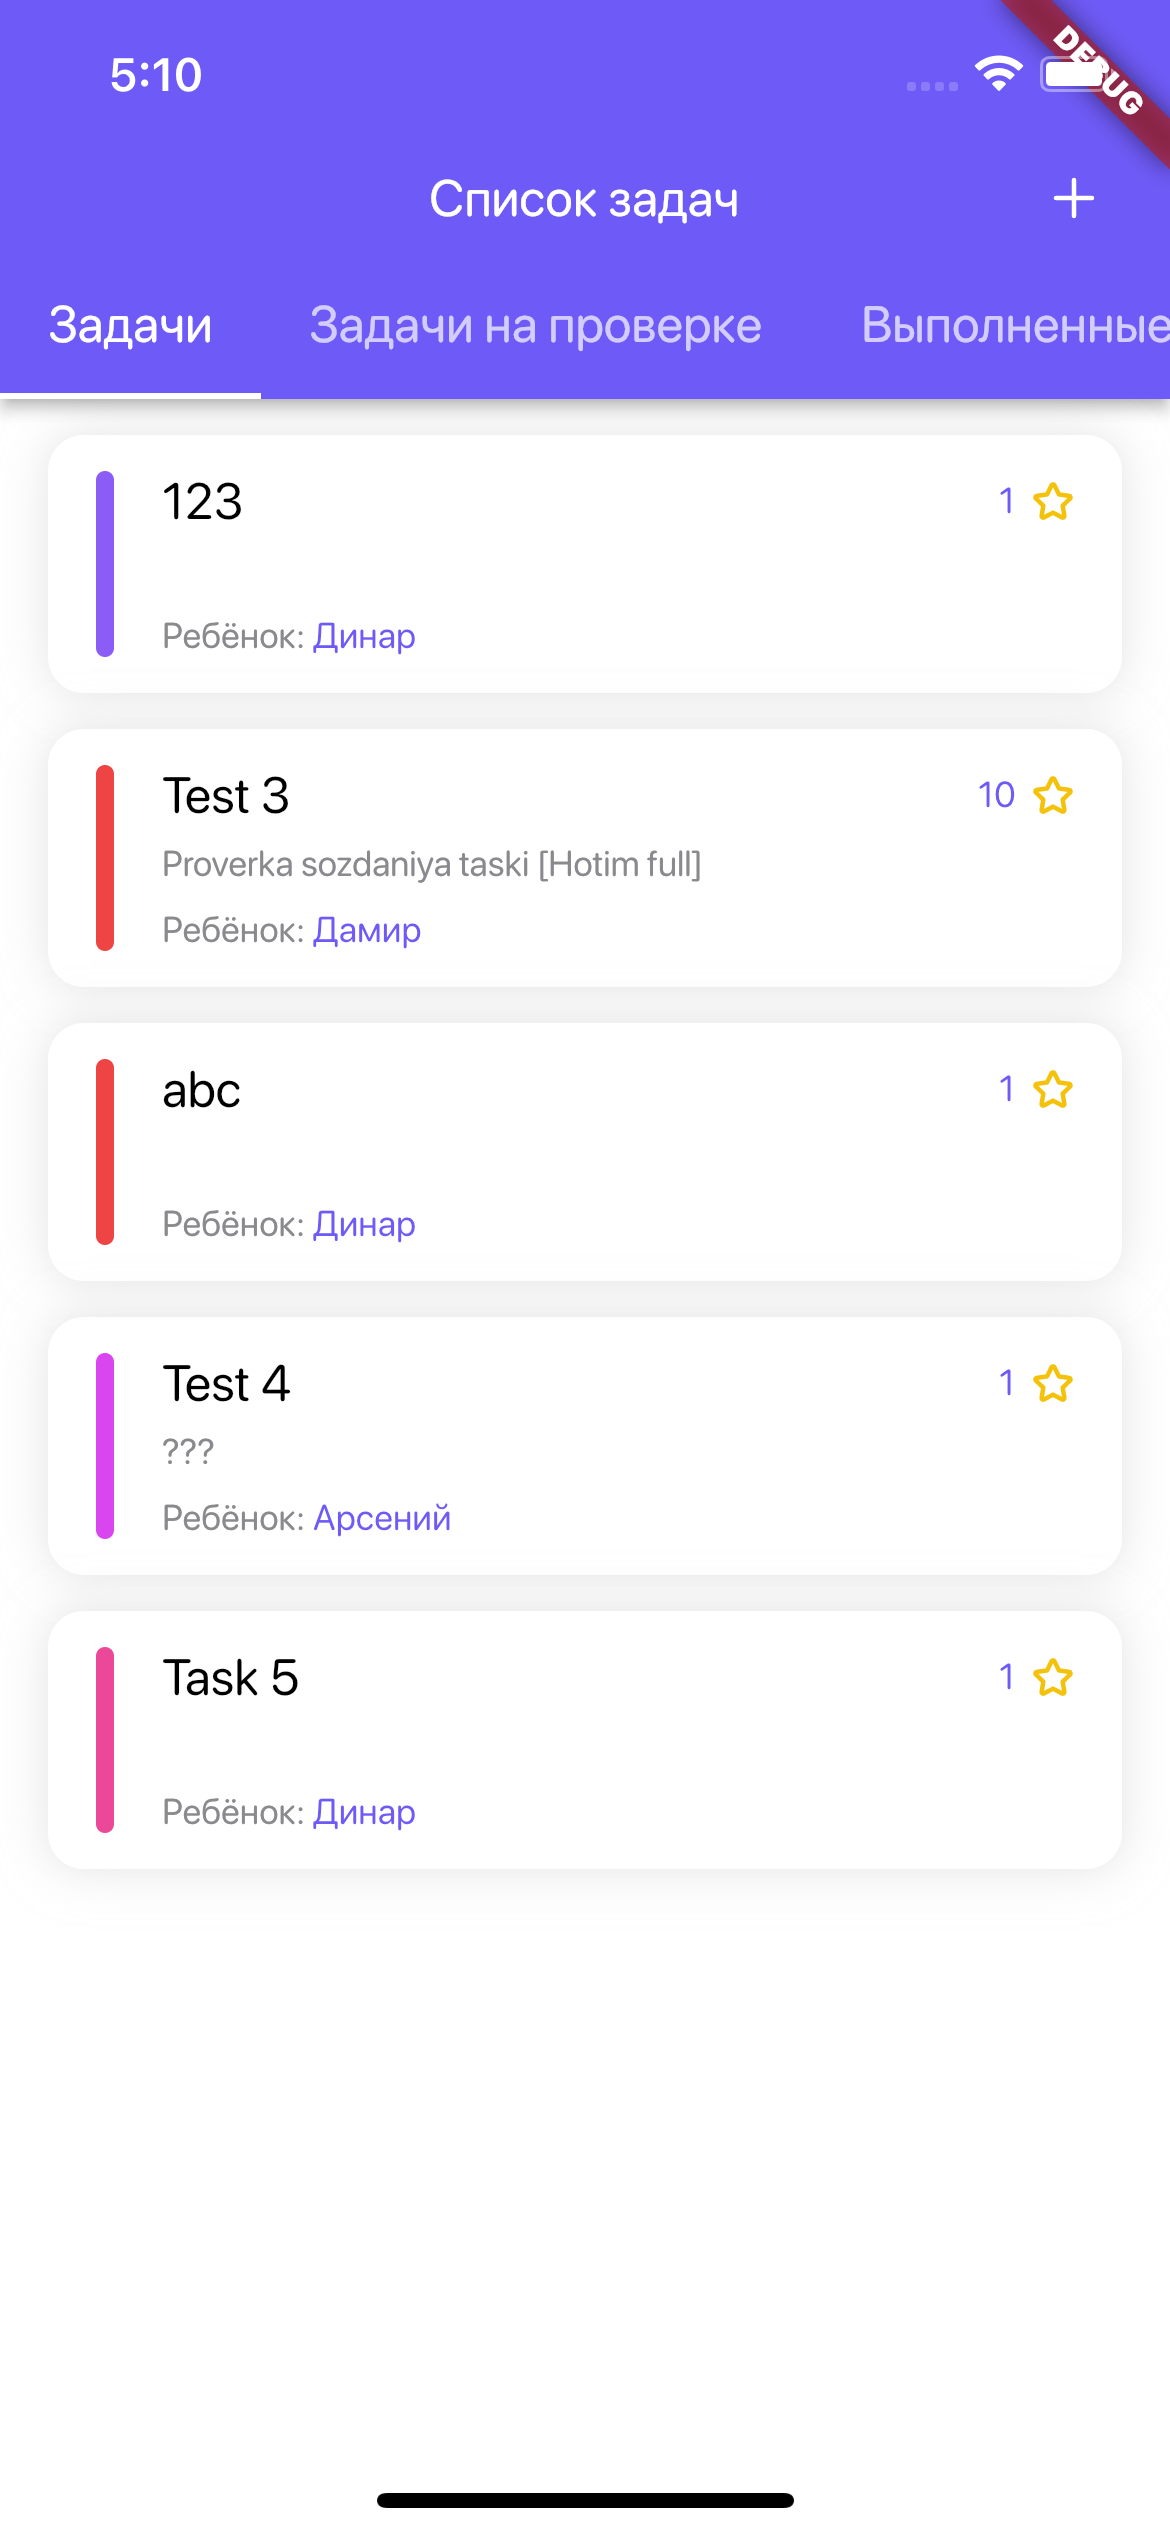 5:10
DEBUG
Список задач
Задачи
Задачи на проверке
Выполненные
123
1
Ребёнок: Динар
Test 3
10
Proverka sozdaniya taski [Hotim full]
Ребёнок: Дамир
abc
1
Ребёнок: Динар
Test 4
1
???
Ребёнок: Арсений
Task 5
1
Ребёнок: Динар